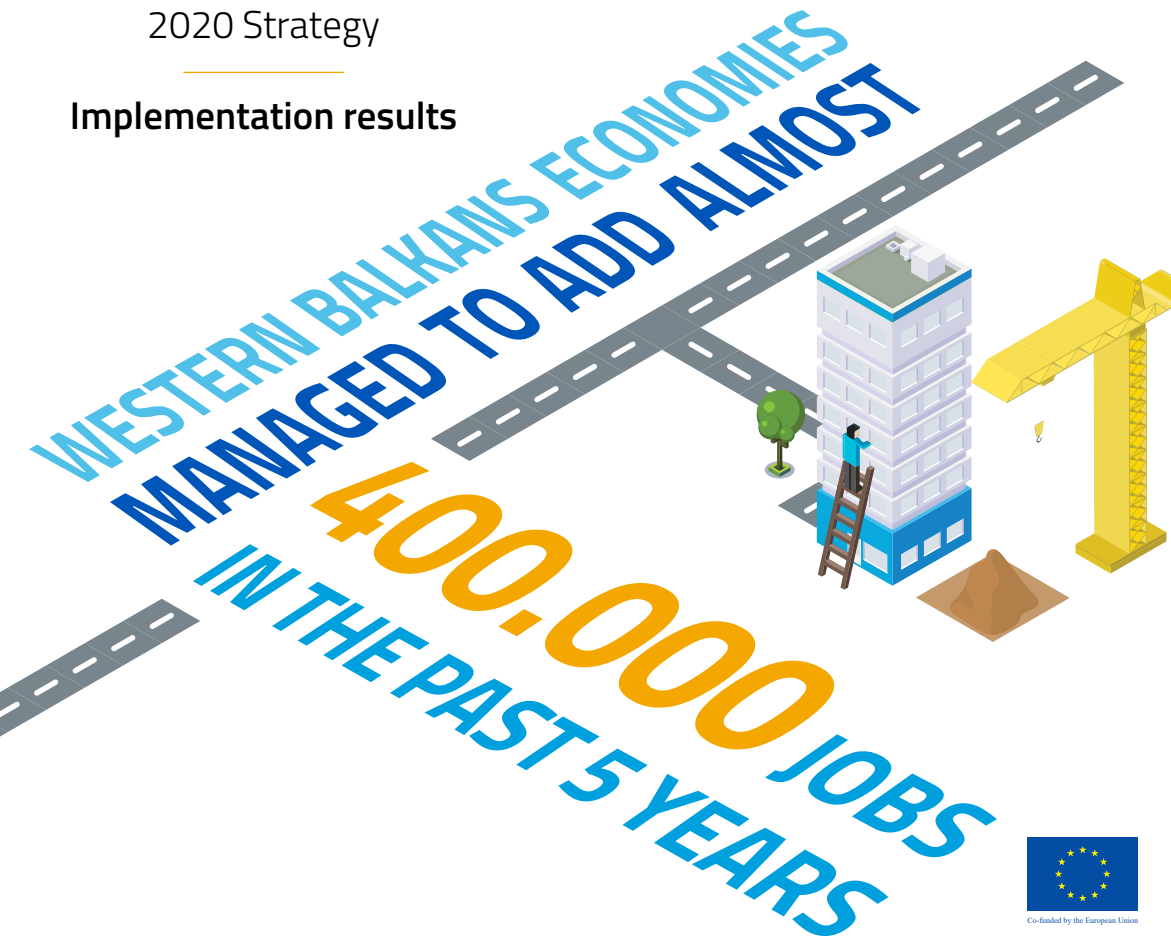 2020 Strategy
Implementation results
WESTERN BALKANS ECONOMIES
MANAGED TO ADD ALMOST
400.000 JOBS
IN THE PAST 5 YEARS
Co-funded by the European Union